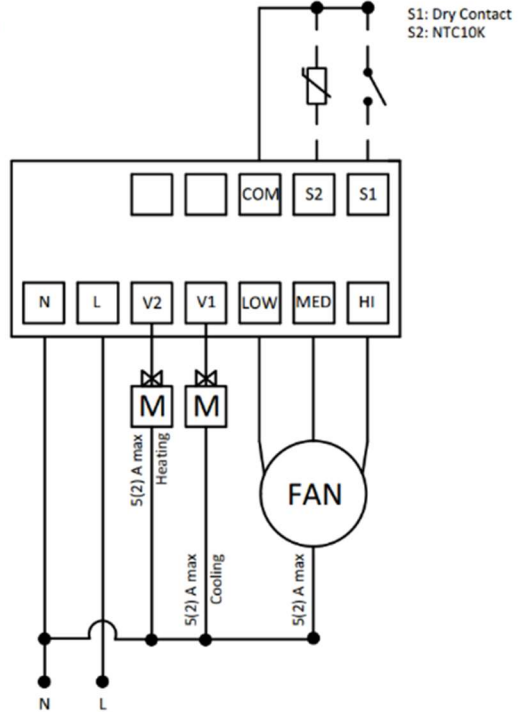 S1: Dry Contact
S2: NTC10K
COM S2 S1
N L V2 V1 LOW MED HI
M M
5(2) A max
Heating
FAN
5(2) A max
Cooling
5(2) A max
N L